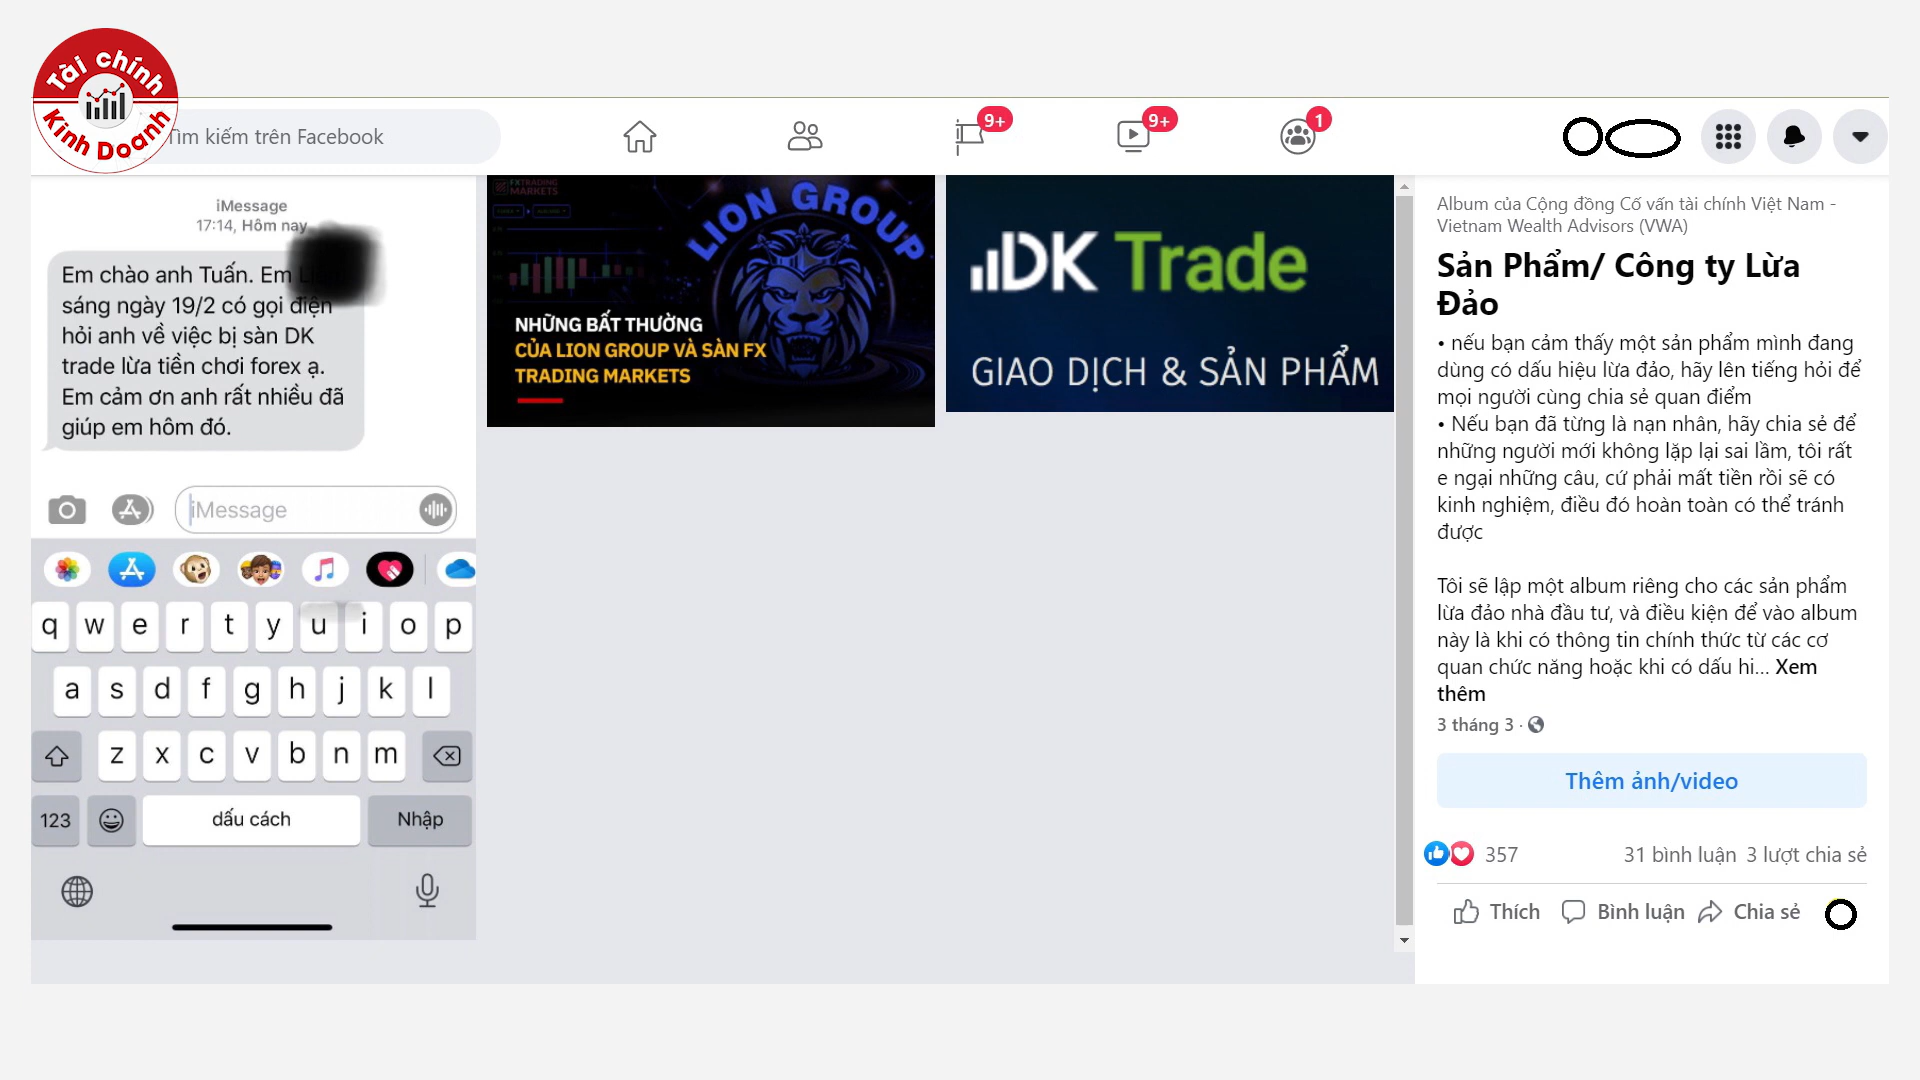 Tài chính
Kinh Doanh
Tìm kiếm trên Facebook
9+
9+
1
iMessage
17:14, Hôm nay
Em chào anh Tuấn. Em
sáng ngày 19/2 có gọi điện
hỏi anh về việc bị sàn DK
trade lừa tiền chơi forex ạ.
Em cảm ơn anh rất nhiều đã
giúp em hôm đó.
iMessage
q w e r t y u i o p
a s d f g h j k l
z x c v b n m
123
dấu cách
Nhập
FX TRADING
MARKETS
LION GROUP
NHỮNG BẤT THƯỜNG
CỦA LION GROUP VÀ SÀN FX
TRADING MARKETS
DK Trade
GIAO DỊCH & SẢN PHẨM
Album của Cộng đồng Cố vấn tài chính Việt Nam -
Vietnam Wealth Advisors (VWA)
Sản Phẩm/ Công ty Lừa
Đảo
• nếu bạn cảm thấy một sản phẩm mình đang
dùng có dấu hiệu lừa đảo, hãy lên tiếng hỏi để
mọi người cùng chia sẻ quan điểm
• Nếu bạn đã từng là nạn nhân, hãy chia sẻ để
những người mới không lặp lại sai lầm, tôi rất
e ngại những câu, cứ phải mất tiền rồi sẽ có
kinh nghiệm, điều đó hoàn toàn có thể tránh
được
Tôi sẽ lập một album riêng cho các sản phẩm
lừa đảo nhà đầu tư, và điều kiện để vào album
này là khi có thông tin chính thức từ các cơ
quan chức năng hoặc khi có dấu hi... Xem
thêm
3 tháng 3 ·
Thêm ảnh/video
357
31 bình luận 3 lượt chia sẻ
Thích
Bình luận
Chia sẻ